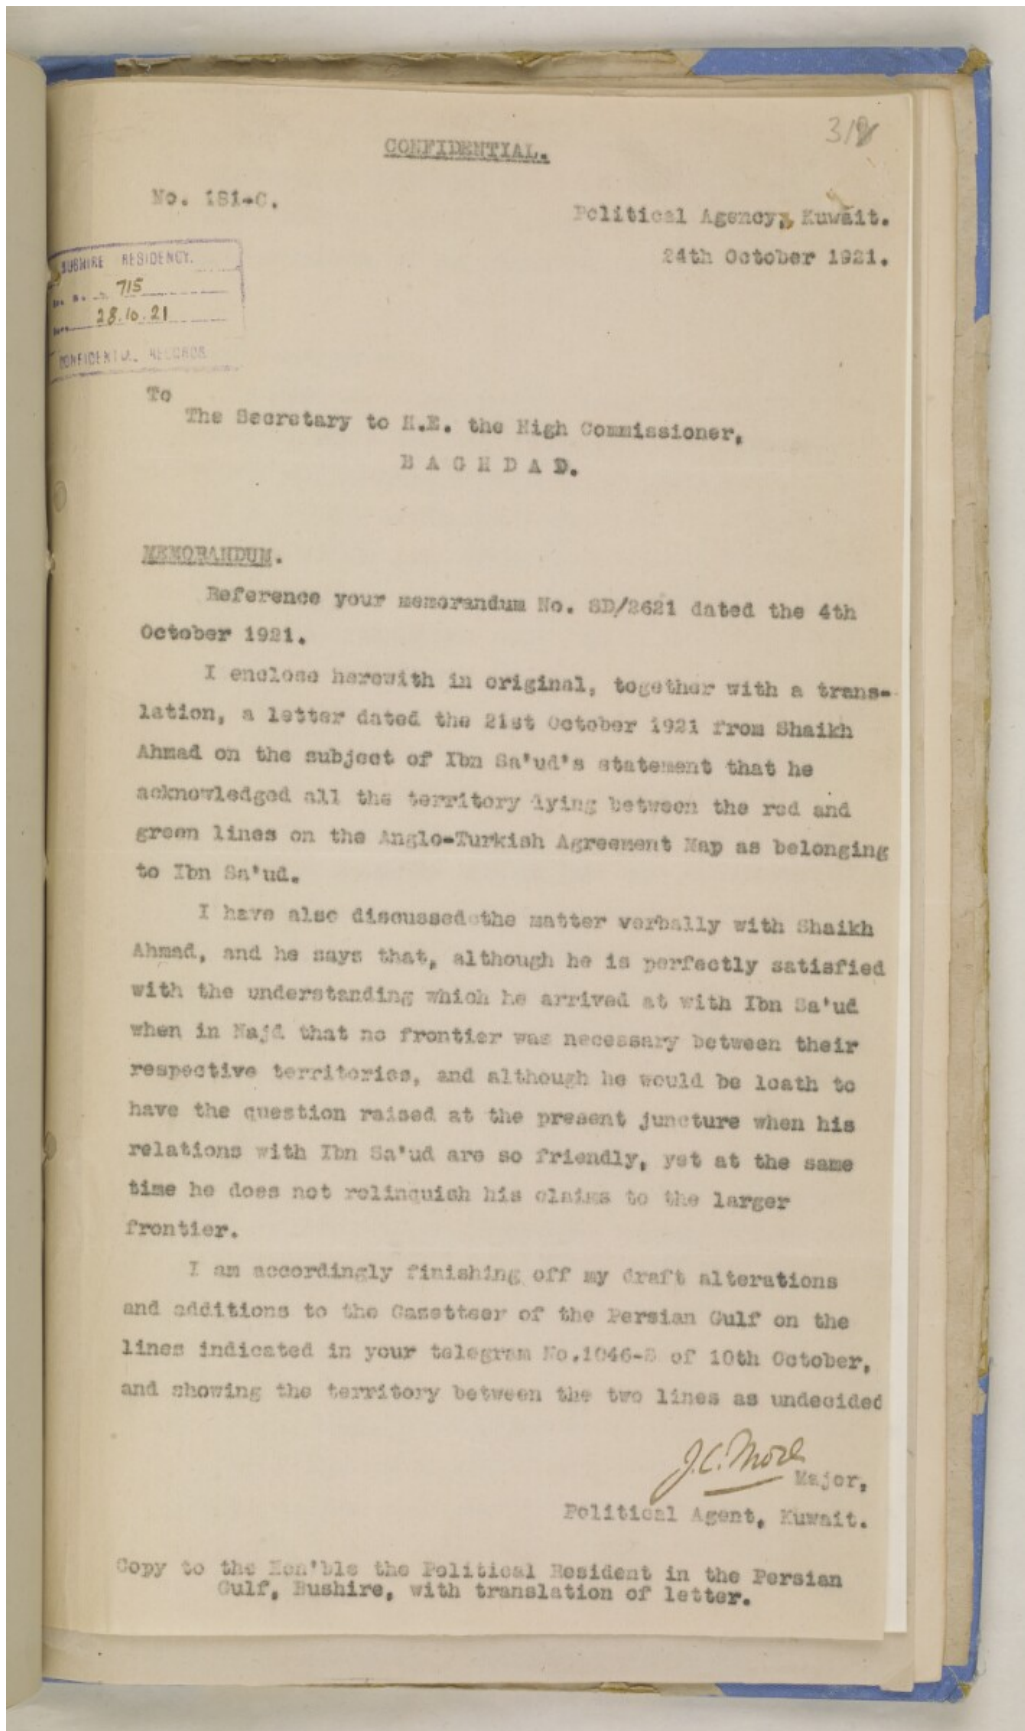 318
CONFIDENTIAL.
No. 181-C.
Political Agency, Kuwait.
24th October 1921.
BUSHIRE RESIDENCY.
715
28.10.21
CONFIDENTIAL RECORDS
To
The Secretary to H.E. the High Commissioner,
BAGHDAD.
MEMORANDUM.
Reference your memorandum No. SD/2621 dated the 4th
October 1921.
I enclose herewith in original, together with a trans-
lation, a letter dated the 21st October 1921 from Shaikh
Ahmad on the subject of Ibn Sa'ud's statement that he
acknowledged all the territory lying between the red and
green lines on the Anglo-Turkish Agreement Map as belonging
to Ibn Sa'ud.
I have also discussed the matter verbally with Shaikh
Ahmad, and he says that, although he is perfectly satisfied
with the understanding which he arrived at with Ibn Sa'ud
when in Najd that no frontier was necessary between their
respective territories, and although he would be loath to
have the question raised at the present juncture when his
relations with Ibn Sa'ud are so friendly, yet at the same
time he does not relinquish his claims to the larger
frontier.
I am accordingly finishing off my draft alterations
and additions to the Gazetteer of the Persian Gulf on the
lines indicated in your telegram No.1046-S of 10th October,
and showing the territory between the two lines as undecided
J.C. More
Major,
Political Agent, Kuwait.
Copy to the Hon'ble the Political Resident in the Persian
Gulf, Bushire, with translation of letter.